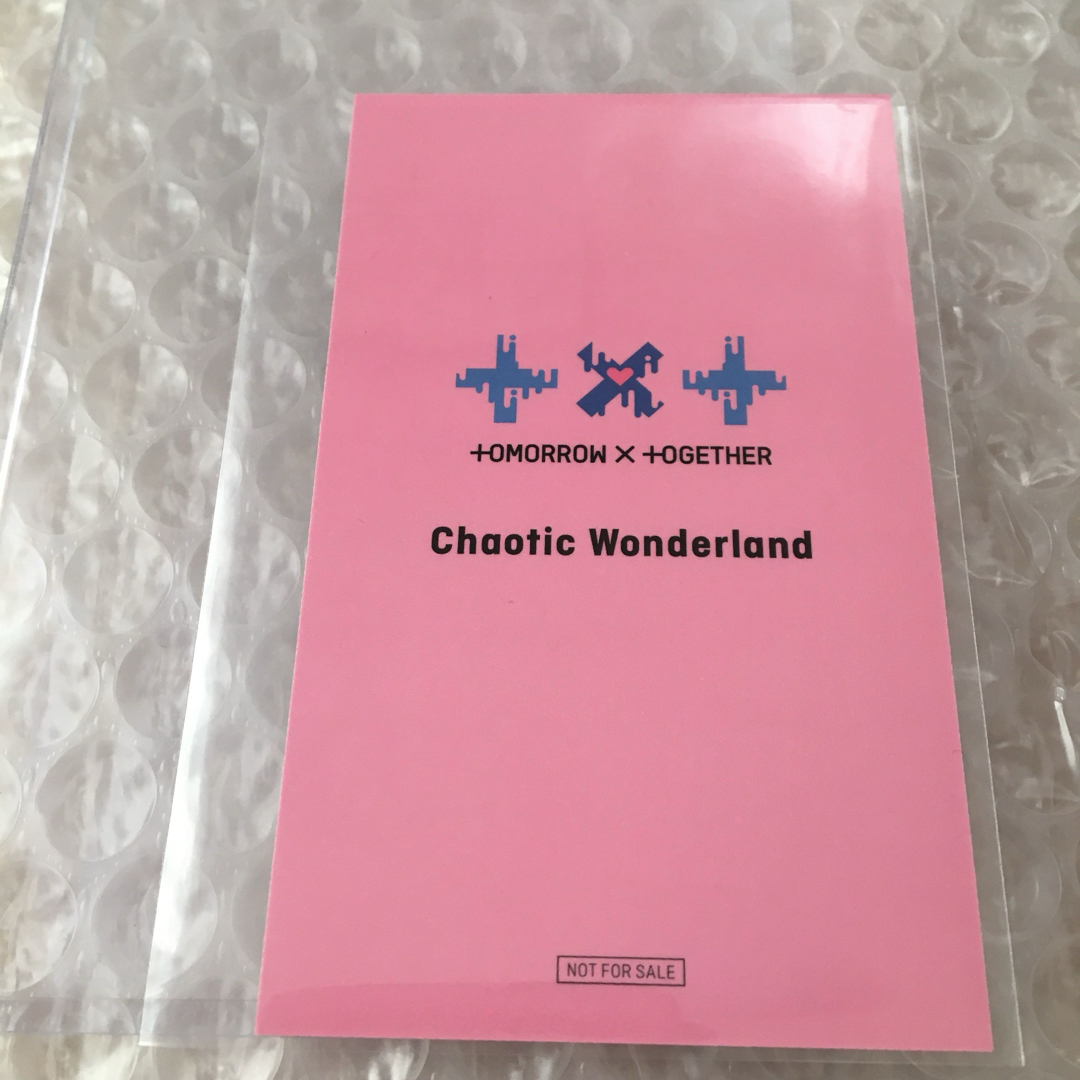 TOMORROW X TOGETHER
Chaotic Wonderland
NOT FOR SALE